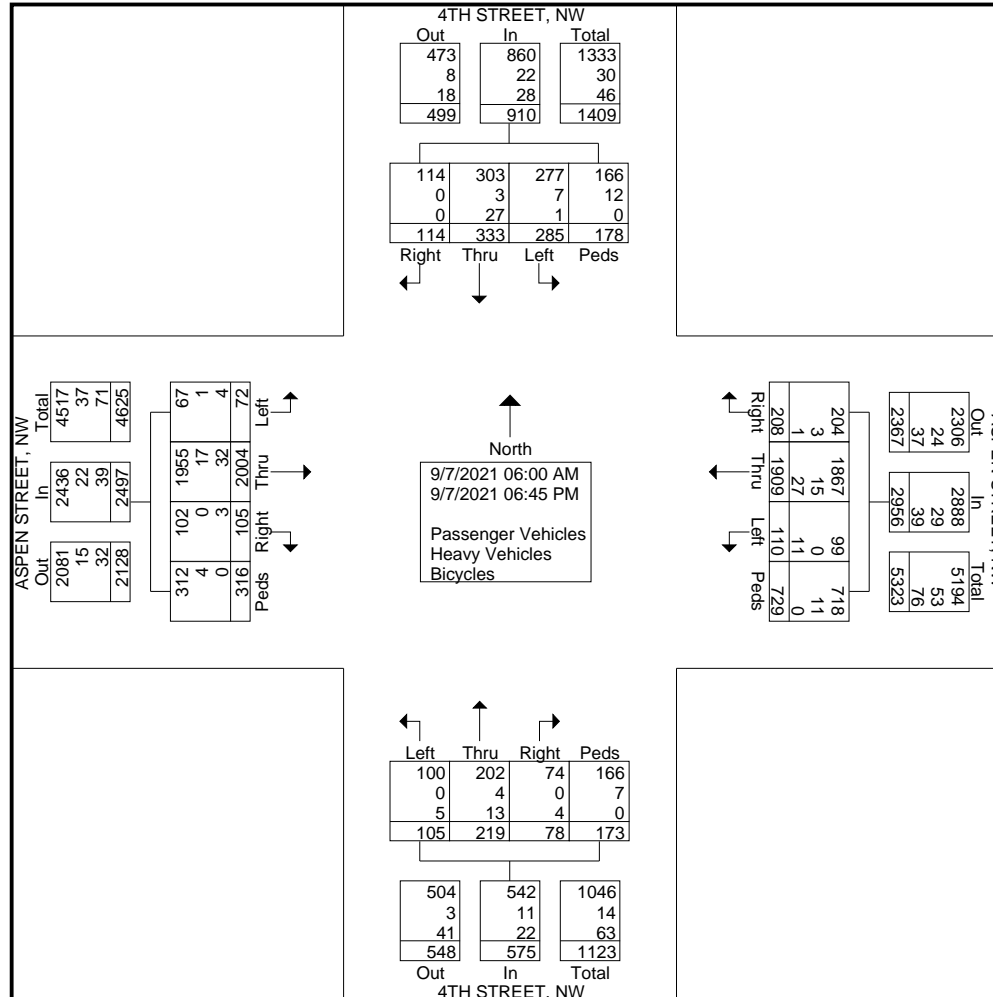 4TH STREET, NW
Out In Total
473 860 1333
8 22 30
18 28 46
499 910 1409
114 303 277 166
0 3 7 12
0 27 1 0
114 333 285 178
Right Thru Left Peds
ASPEN STREET, NW
Total In Out
4517 2436 2081
37 22 15
71 39 32
4625 2497 2128
67 1955 102 312
1 17 0 4
4 32 3 0
72 2004 105 316
Left Thru Right Peds
North
9/7/2021 06:00 AM
9/7/2021 06:45 PM
Passenger Vehicles
Heavy Vehicles
Bicycles
Right Thru Left Peds
204 1867 99 718
3 15 0 11
1 27 11 0
208 1909 110 729
Out In Total
2306 2888 5194
24 29 53
37 39 76
2367 2956 5323
Left Thru Right Peds
100 202 74 166
0 4 0 7
5 13 4 0
105 219 78 173
504 542 1046
3 11 14
41 22 63
548 575 1123
Out In Total
4TH STREET, NW